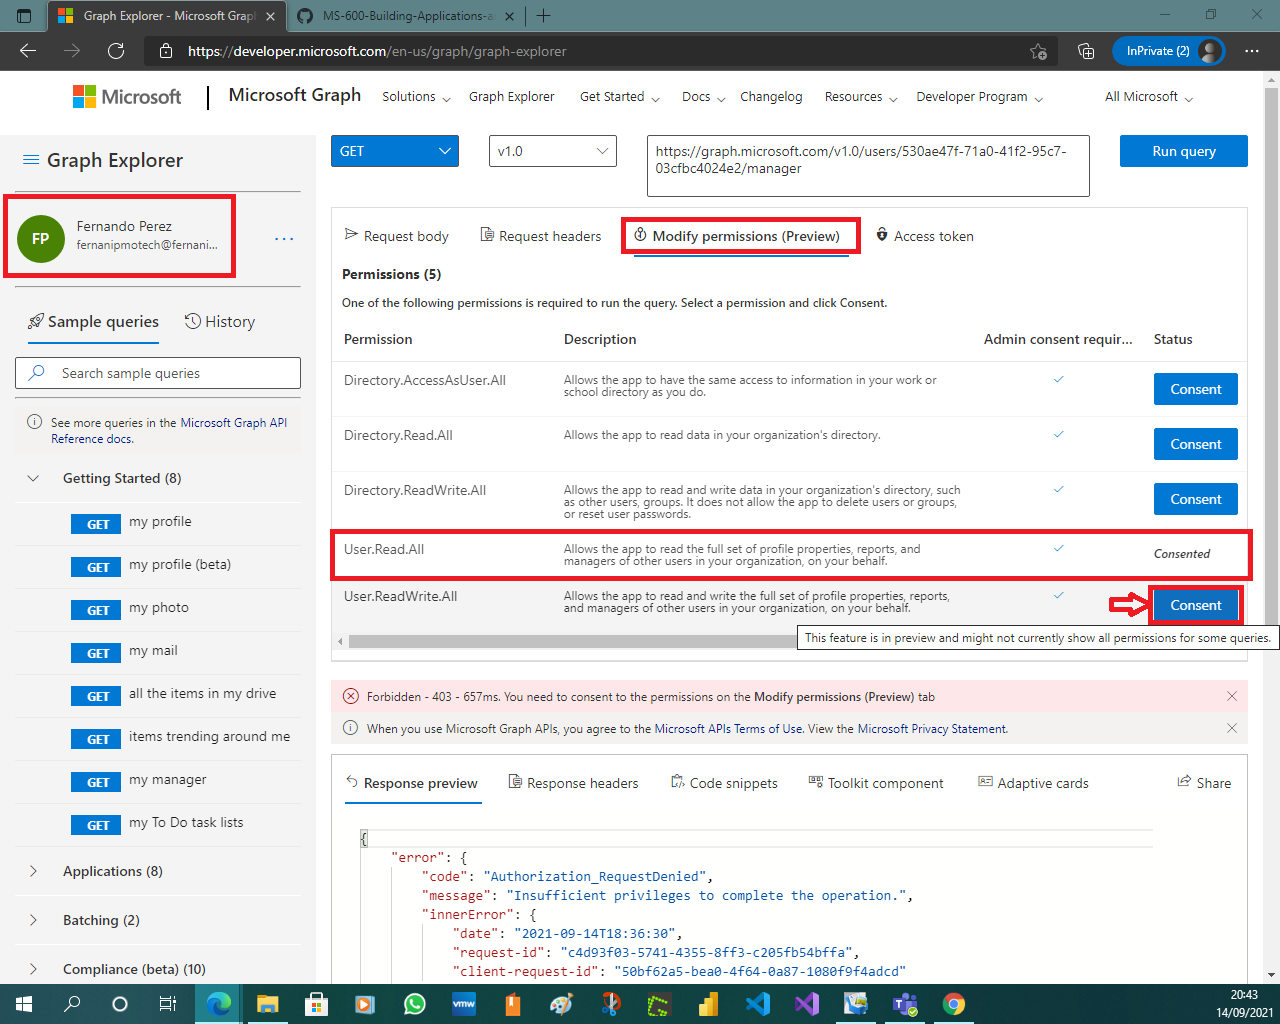 Graph Explorer - Microsoft Graph
MS-600-Building-Applications-a
https://developer.microsoft.com/en-us/graph/graph-explorer
InPrivate (2)
Microsoft
Microsoft Graph
Solutions
Graph Explorer
Get Started
Docs
Changelog
Resources
Developer Program
All Microsoft
Graph Explorer
FP
Fernando Perez
fernanipmotech@fernani...
Sample queries
History
Search sample queries
See more queries in the Microsoft Graph API
Reference docs.
Getting Started (8)
GET my profile
GET my profile (beta)
GET my photo
GET my mail
GET all the items in my drive
GET items trending around me
GET my manager
GET my To Do task lists
Applications (8)
Batching (2)
Compliance (beta) (10)
GET
v1.0
https://graph.microsoft.com/v1.0/users/530ae47f-71a0-41f2-95c7-
03cfbc4024e2/manager
Run query
Request body
Request headers
Modify permissions (Preview)
Access token
Permissions (5)
One of the following permissions is required to run the query. Select a permission and click Consent.
Permission Description Admin consent requir... Status
Directory.AccessAsUser.All
Allows the app to have the same access to information in your work or
school directory as you do.
Consent
Directory.Read.All
Allows the app to read data in your organization's directory.
Consent
Directory.ReadWrite.All
Allows the app to read and write data in your organization's directory, such
as other users, groups. It does not allow the app to delete users or groups,
or reset user passwords.
Consent
User.Read.All
Allows the app to read the full set of profile properties, reports, and
managers of other users in your organization, on your behalf.
Consented
User.ReadWrite.All
Allows the app to read and write the full set of profile properties, reports,
and managers of other users in your organization, on your behalf.
Consent
This feature is in preview and might not currently show all permissions for some queries.
Forbidden - 403 - 657ms. You need to consent to the permissions on the Modify permissions (Preview) tab
When you use Microsoft Graph APIs, you agree to the Microsoft APIs Terms of Use. View the Microsoft Privacy Statement.
Response preview
Response headers
Code snippets
Toolkit component
Adaptive cards
Share
{
"error": {
"code": "Authorization_RequestDenied",
"message": "Insufficient privileges to complete the operation.",
"innerError": {
"date": "2021-09-14T18:36:30",
"request-id": "c4d93f03-5741-4355-8ff3-c205fb54bffa",
"client-request-id": "50bf62a5-bea0-4f64-0a87-1080f9f4adcd"
vmw
20:43
14/09/2021